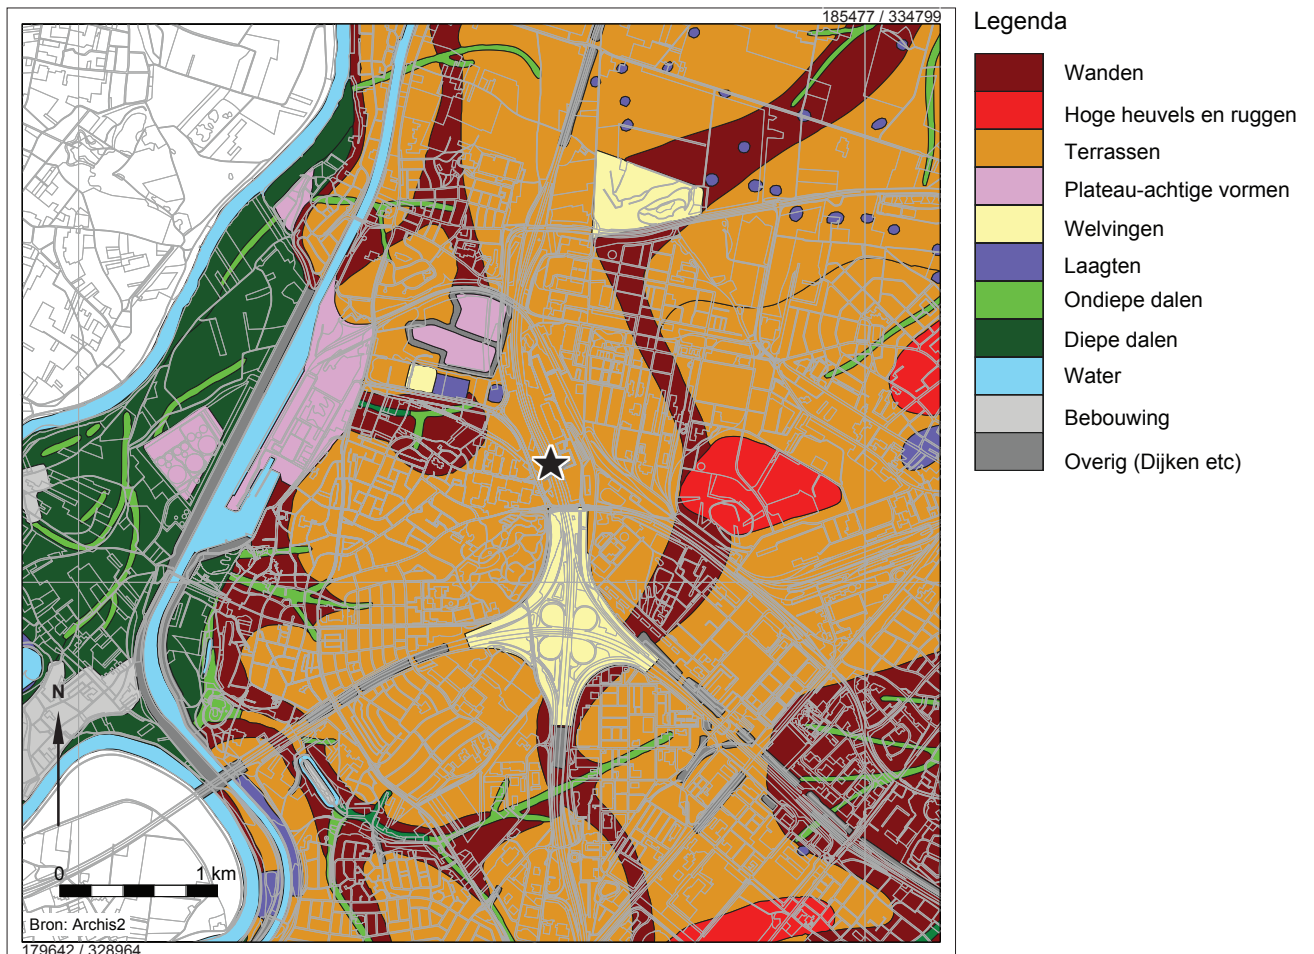 185477 / 334799
Legenda
Wanden
Hoge heuvels en ruggen
Terrassen
Plateau-achtige vormen
Welvingen
Laagten
Ondiepe dalen
Diepe dalen
Water
Bebouwing
Overig (Dijken etc)
N
0 1 km
Bron: Archis2
179642 / 328964